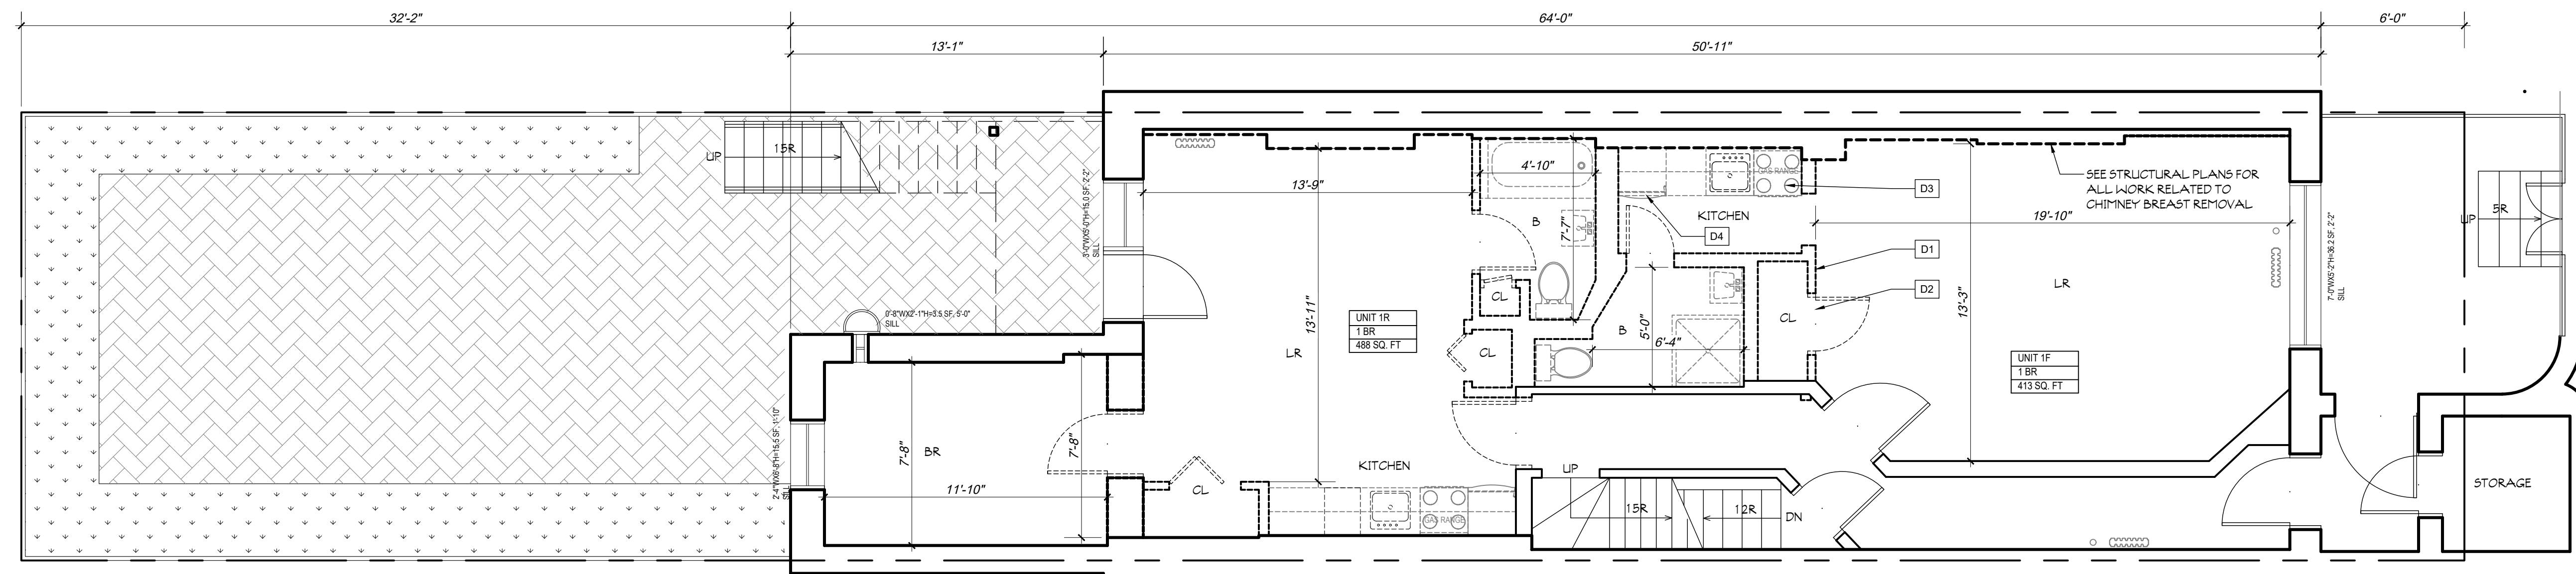 32'-2"
64'-0"
6'-0"
13'-1"
50'-11"
UP
15R
3'-0"WX5'-0"H=15.0 SF, 2'-2"
SILL
13'-9"
4'-10"
7'-7"
B
GAS RANGE
D3
KITCHEN
D4
SEE STRUCTURAL PLANS FOR
ALL WORK RELATED TO
CHIMNEY BREAST REMOVAL
19'-10"
D1
D2
LR
13'-3"
7'-0"WX5'-2"H=36.2 SF, 2'-2"
SILL
UP
5R
0'-8"WX2'-1"H=3.5 SF, 5'-0"
SILL
13'-11"
UNIT 1R
1 BR
488 SQ. FT
LR
CL
CL
B
5'-0"
6'-4"
CL
UNIT 1F
1 BR
413 SQ. FT
2'-4"WX6'-8"H=15.5 SF, 1'-10"
SILL
7'-8"
BR
7'-8"
11'-10"
CL
KITCHEN
GAS RANGE
UP
15R
12R
DN
STORAGE